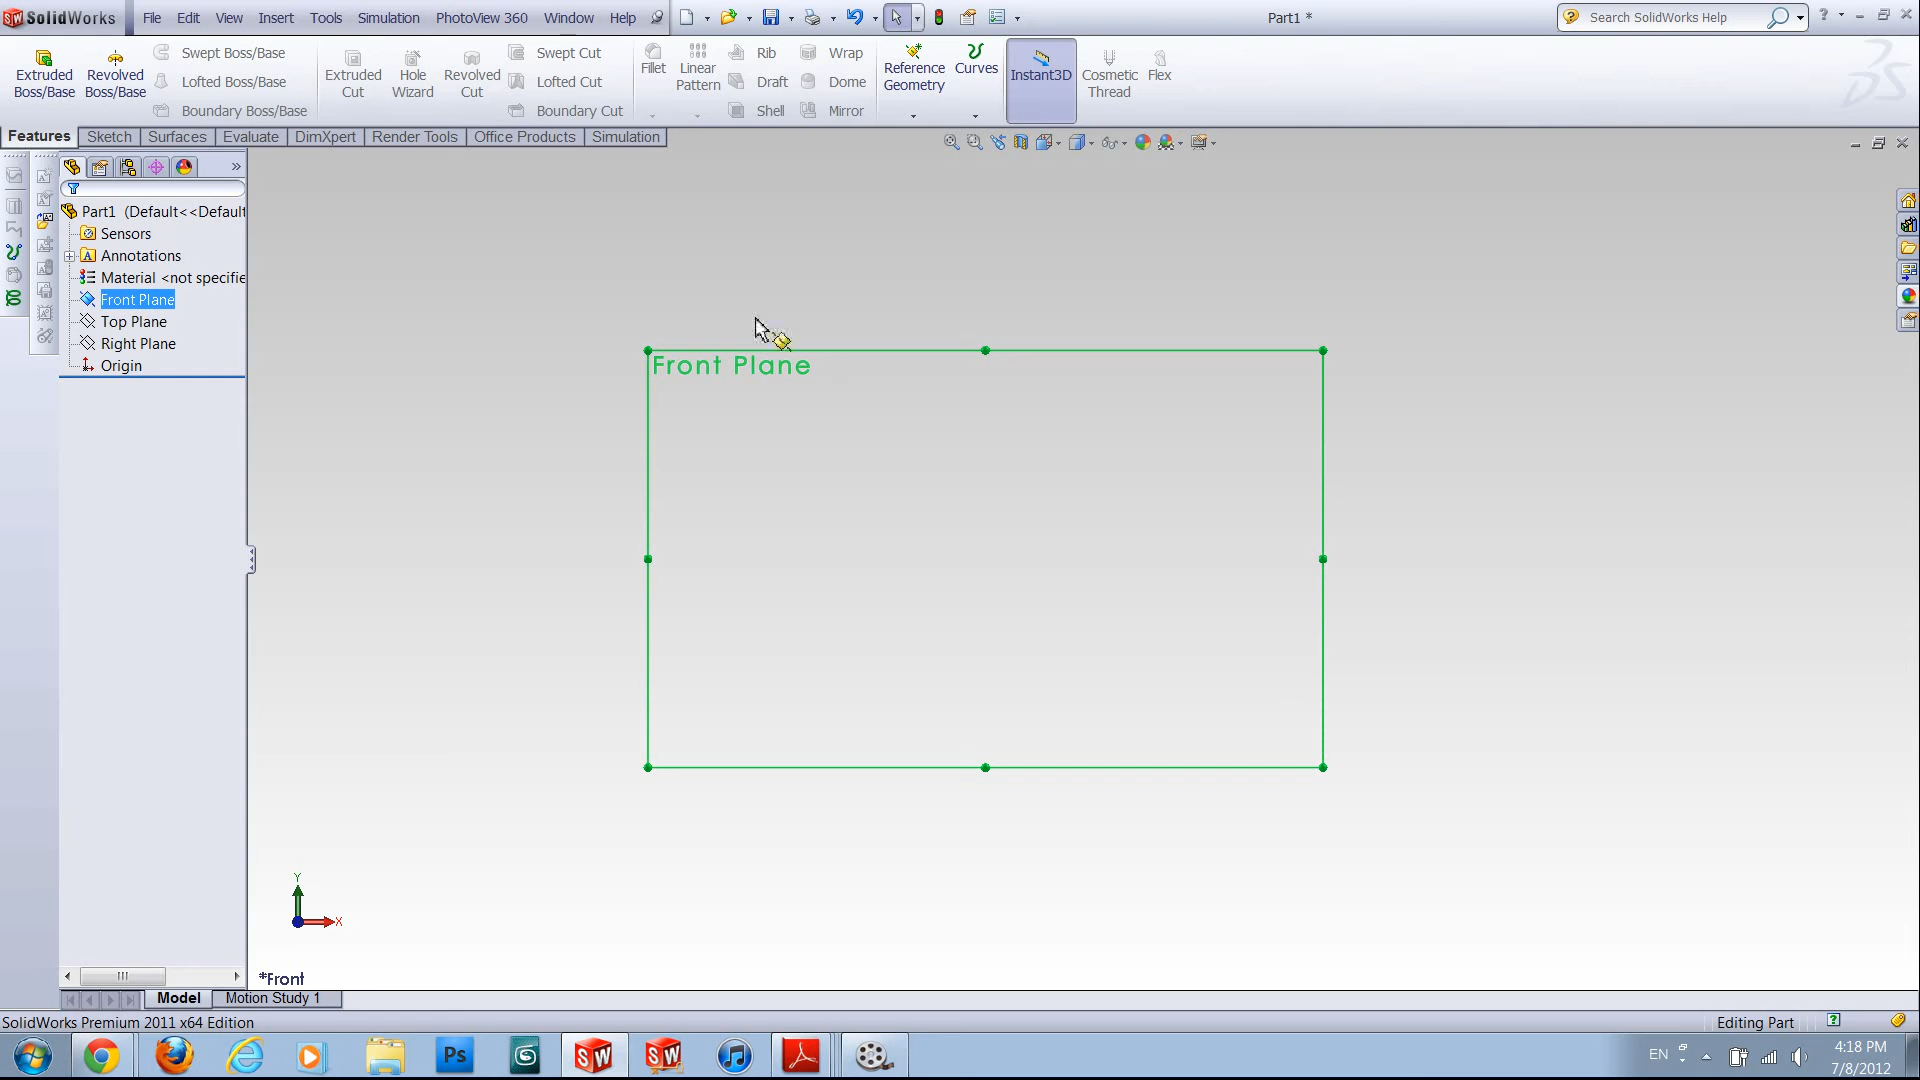 SolidWorks File Edit View Insert Tools Simulation PhotoView 360 Window Help Part1 * Search SolidWorks Help
Extruded Boss/Base
Revolved Boss/Base
Swept Boss/Base
Lofted Boss/Base
Boundary Boss/Base
Extruded Cut
Hole Wizard
Revolved Cut
Swept Cut
Lofted Cut
Boundary Cut
Fillet
Linear Pattern
Rib
Draft
Shell
Wrap
Dome
Mirror
Reference Geometry
Curves
Instant3D
Cosmetic Thread
Flex
Features Sketch Surfaces Evaluate DimXpert Render Tools Office Products Simulation
Part1 (Default<<Default
Sensors
Annotations
Material <not specifie
Front Plane
Top Plane
Right Plane
Origin
Front Plane
Y
X
*Front
Model Motion Study 1
SolidWorks Premium 2011 x64 Edition Editing Part
Ps SW SW EN 4:18 PM
7/8/2012